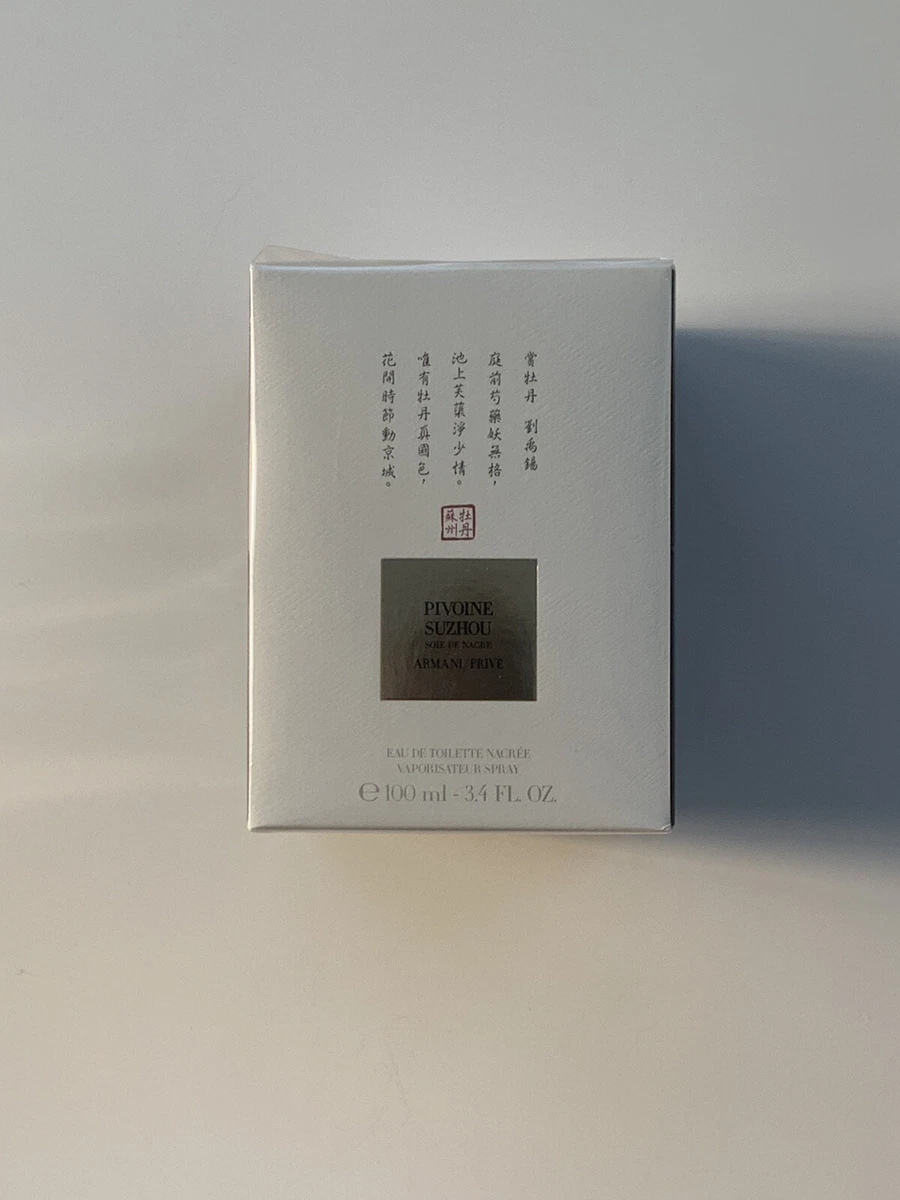 賞牡丹 劉禹錫
庭前芍藥妖無格，
池上芙蕖淨少情。
唯有牡丹真國色，
花開時節動京城。
牡丹
蘇州
PIVOINE
SUZHOU
SOIE DE NACRE
ARMANI/PRIVE
EAU DE TOILETTE NACRÉE
VAPORISATEUR SPRAY
℮ 100 ml - 3.4 FL. OZ.